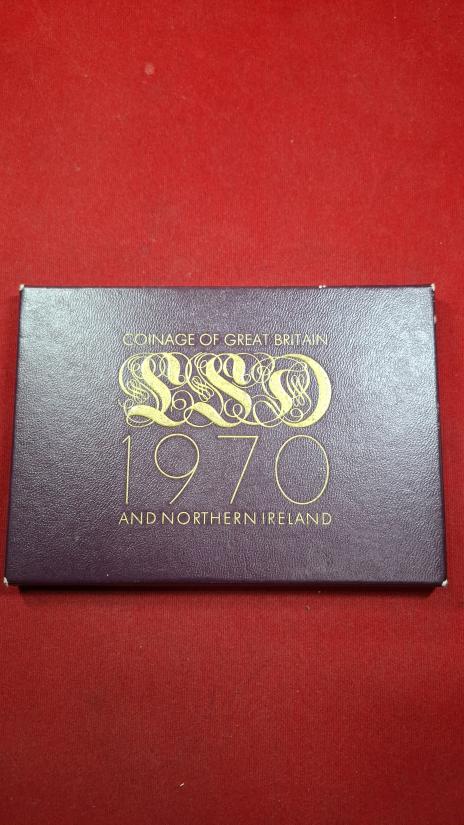 COINAGE OF GREAT BRITAIN
LSD
1970
AND NORTHERN IRELAND